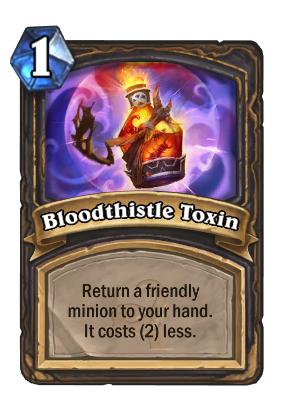 1
Bloodthistle Toxin
Return a friendly
minion to your hand.
It costs (2) less.